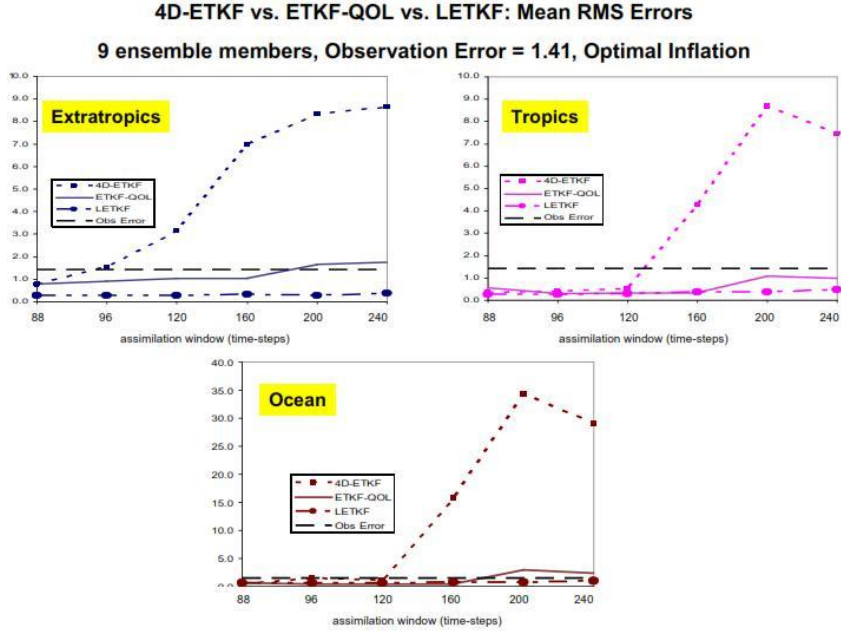 4D-ETKF vs. ETKF-QOL vs. LETKF: Mean RMS Errors
9 ensemble members, Observation Error = 1.41, Optimal Inflation
10.0
9.0
8.0
7.0
6.0
5.0
4.0
3.0
2.0
1.0
0.0
Extratropics
4D-ETKF
ETKF-QOL
LETKF
Obs Error
88 96 120 160 200 240
assimilation window (time-steps)
10.0
9.0
8.0
7.0
6.0
5.0
4.0
3.0
2.0
1.0
0.0
Tropics
4D-ETKF
ETKF-QOL
LETKF
Obs Error
88 96 120 160 200 240
assimilation window (time-steps)
40.0
35.0
30.0
25.0
20.0
15.0
10.0
5.0
0.0
Ocean
4D-ETKF
ETKF-QOL
LETKF
Obs Error
88 96 120 160 200 240
assimilation window (time-steps)